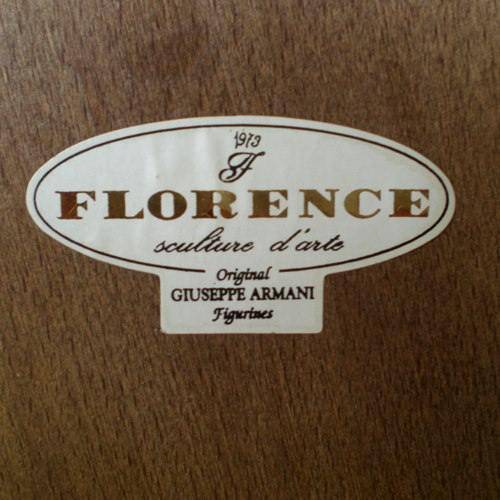 1973
F
FLORENCE
sculture d'arte
Original
GIUSEPPE ARMANI
Figurines